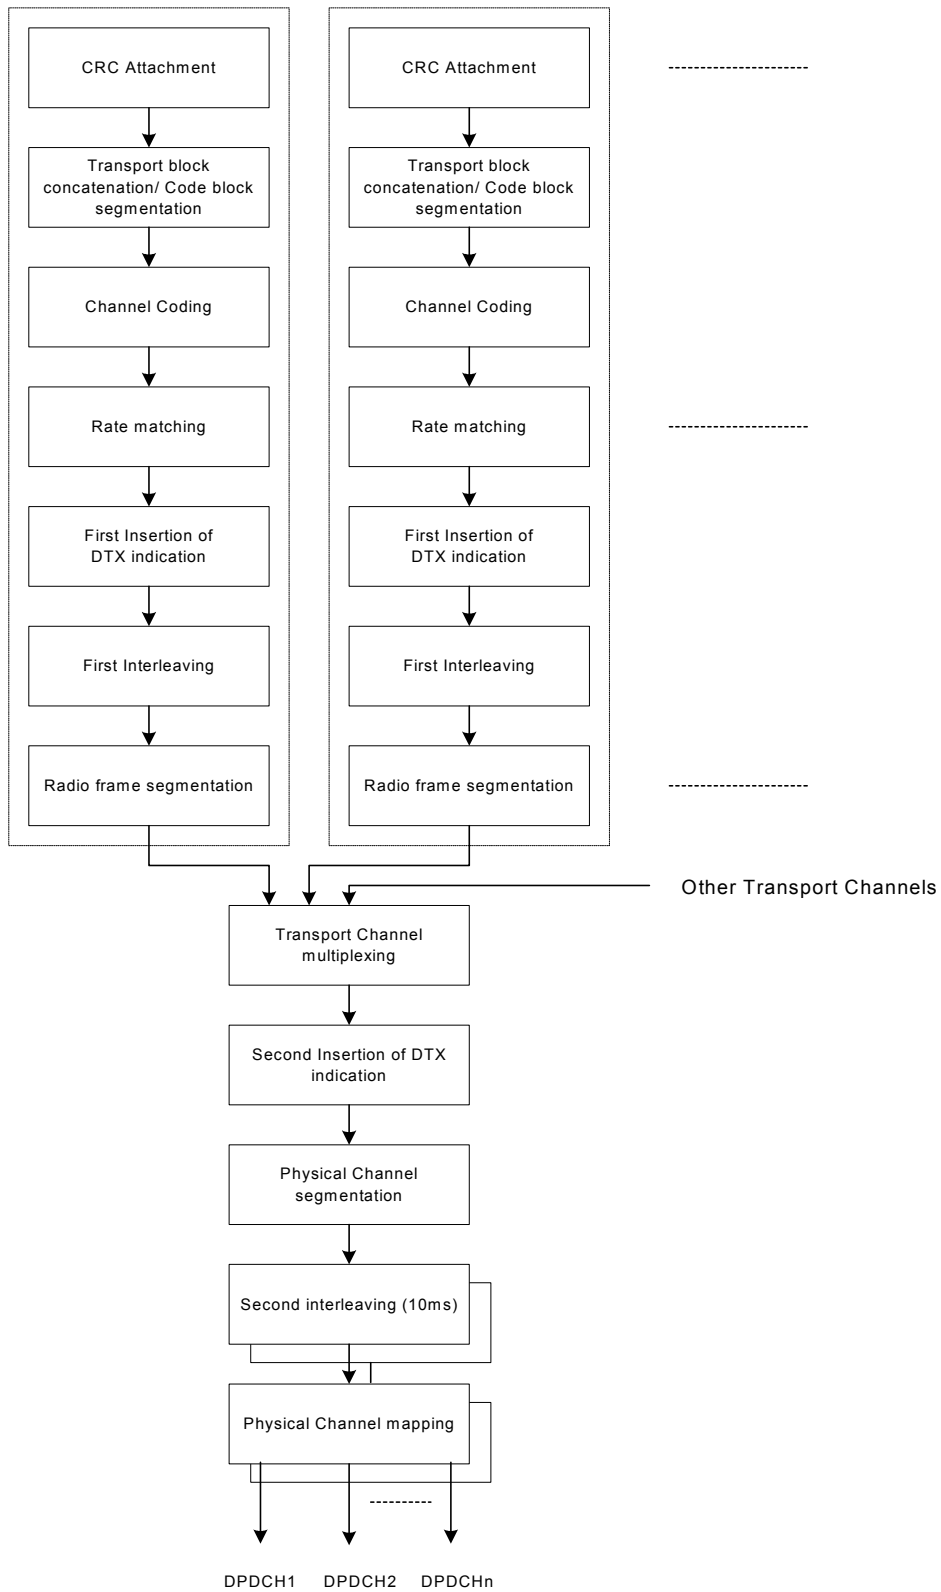 CRC Attachment
Transport block
concatenation/ Code block
segmentation
Channel Coding
Rate matching
First Insertion of
DTX indication
First Interleaving
Radio frame segmentation
CRC Attachment
Transport block
concatenation/ Code block
segmentation
Channel Coding
Rate matching
First Insertion of
DTX indication
First Interleaving
Radio frame segmentation
Other Transport Channels
Transport Channel
multiplexing
Second Insertion of DTX
indication
Physical Channel
segmentation
Second interleaving (10ms)
Physical Channel mapping
DPDCH1 DPDCH2 DPDCHn